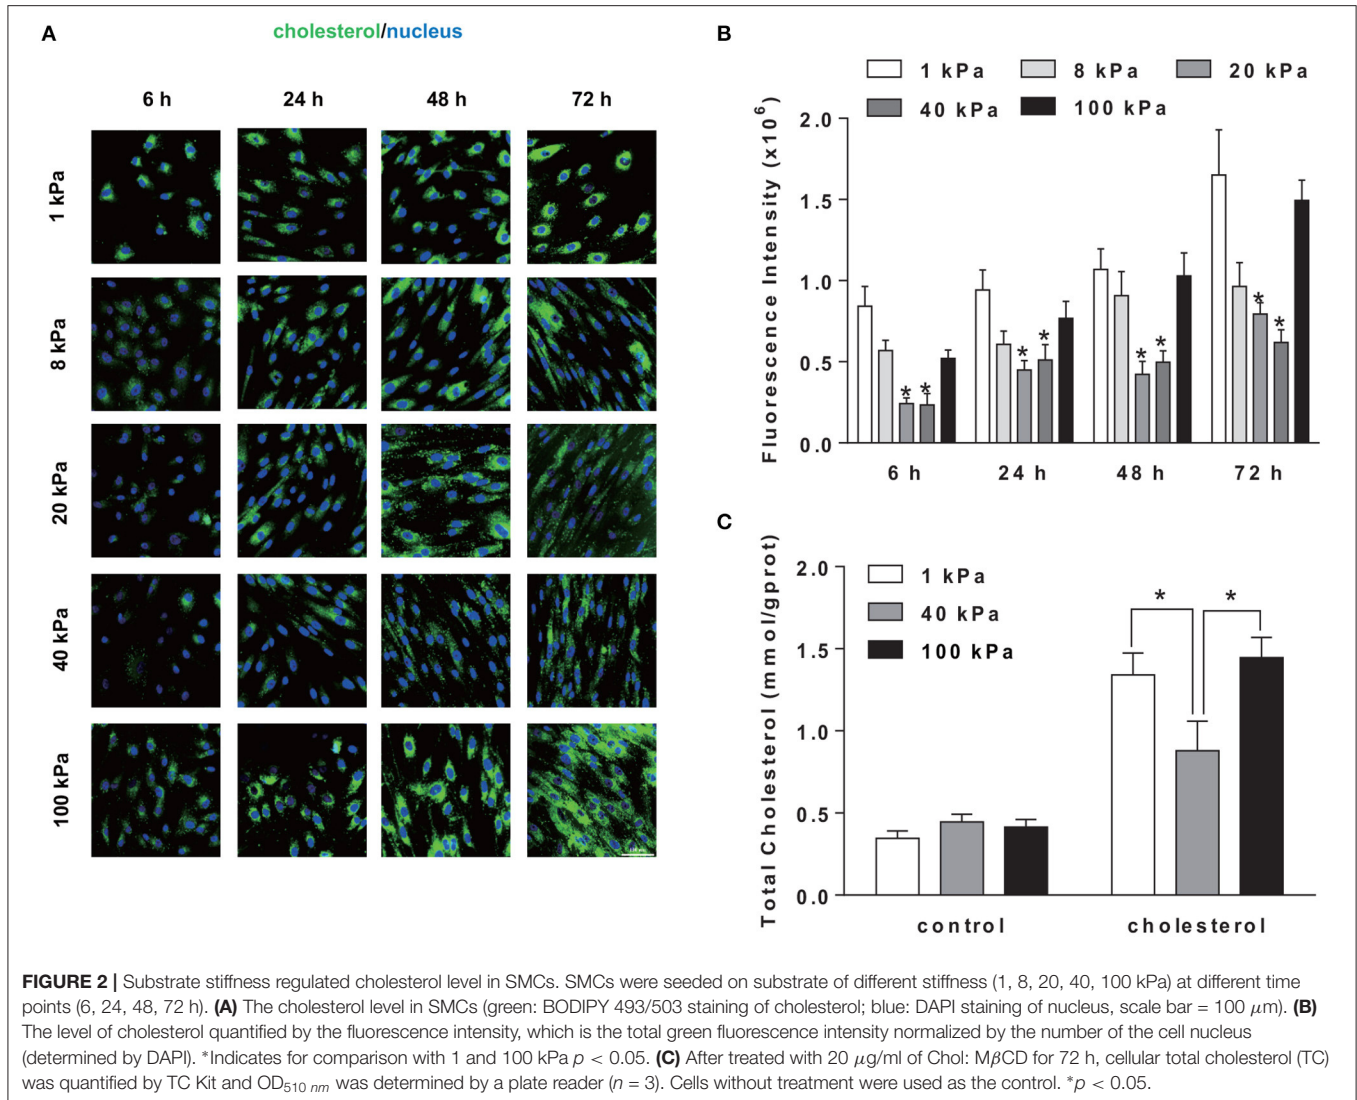 A
cholesterol/nucleus
6 h 24 h 48 h 72 h
1 kPa
8 kPa
20 kPa
40 kPa
100 kPa
B
1 kPa 8 kPa 20 kPa
40 kPa 100 kPa
Fluorescence Intensity (x10⁶)
2.0
1.5
1.0
0.5
0.0
* * * * * * * *
6 h 24 h 48 h 72 h
C
1 kPa
40 kPa
100 kPa
Total Cholesterol (mmol/gprot)
2.0
1.5
1.0
0.5
0.0
* *
control cholesterol
FIGURE 2 | Substrate stiffness regulated cholesterol level in SMCs. SMCs were seeded on substrate of different stiffness (1, 8, 20, 40, 100 kPa) at different time
points (6, 24, 48, 72 h). (A) The cholesterol level in SMCs (green: BODIPY 493/503 staining of cholesterol; blue: DAPI staining of nucleus, scale bar = 100 μm). (B)
The level of cholesterol quantified by the fluorescence intensity, which is the total green fluorescence intensity normalized by the number of the cell nucleus
(determined by DAPI). *Indicates for comparison with 1 and 100 kPa p < 0.05. (C) After treated with 20 μg/ml of Chol: MβCD for 72 h, cellular total cholesterol (TC)
was quantified by TC Kit and OD510 nm was determined by a plate reader (n = 3). Cells without treatment were used as the control. *p < 0.05.